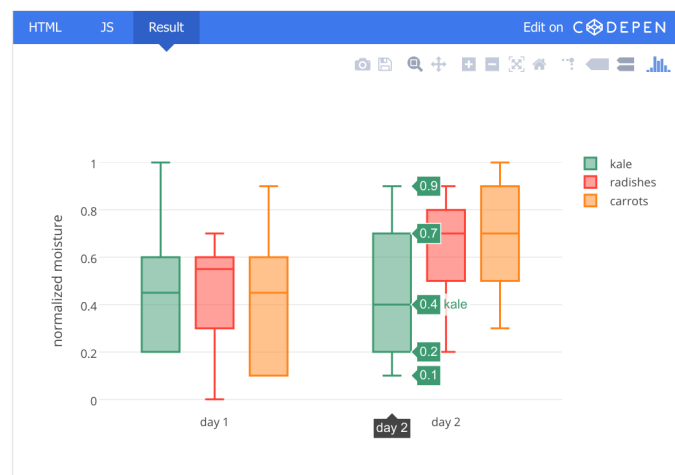 HTML JS Result Edit on CODEPEN
kale
radishes
carrots
normalized moisture
1
0.8
0.6
0.4
0.2
0
0.9
0.7
0.4 kale
0.2
0.1
day 1 day 2
day 2